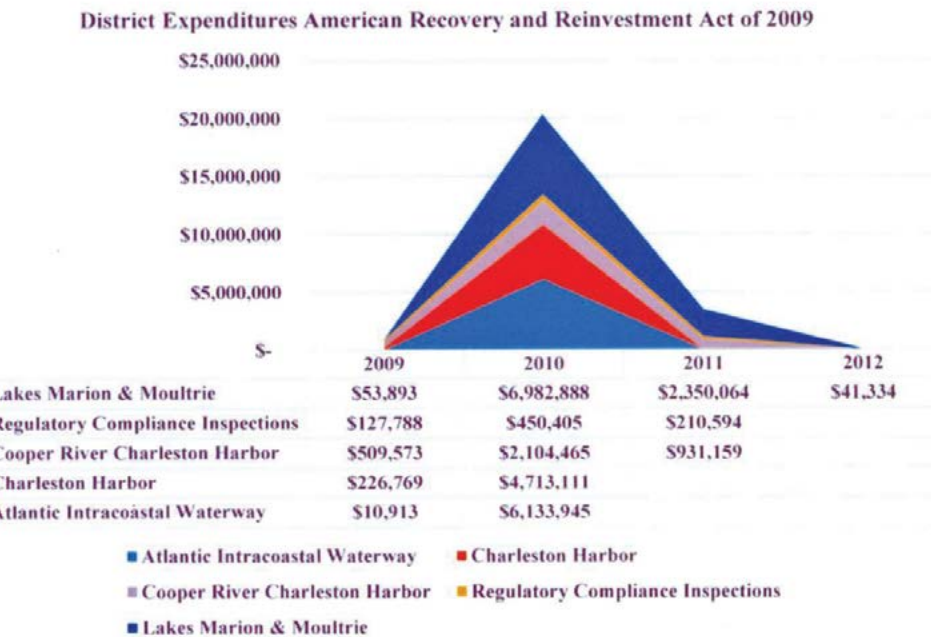 District Expenditures American Recovery and Reinvestment Act of 2009
$25,000,000
$20,000,000
$15,000,000
$10,000,000
$5,000,000
$-
2009 2010 2011 2012
Lakes Marion & Moultrie $53,893 $6,982,888 $2,350,064 $41,334
Regulatory Compliance Inspections $127,788 $450,405 $210,594
Cooper River Charleston Harbor $509,573 $2,104,465 $931,159
Charleston Harbor $226,769 $4,713,111
Atlantic Intracoastal Waterway $10,913 $6,133,945
Atlantic Intracoastal Waterway Charleston Harbor
Cooper River Charleston Harbor Regulatory Compliance Inspections
Lakes Marion & Moultrie